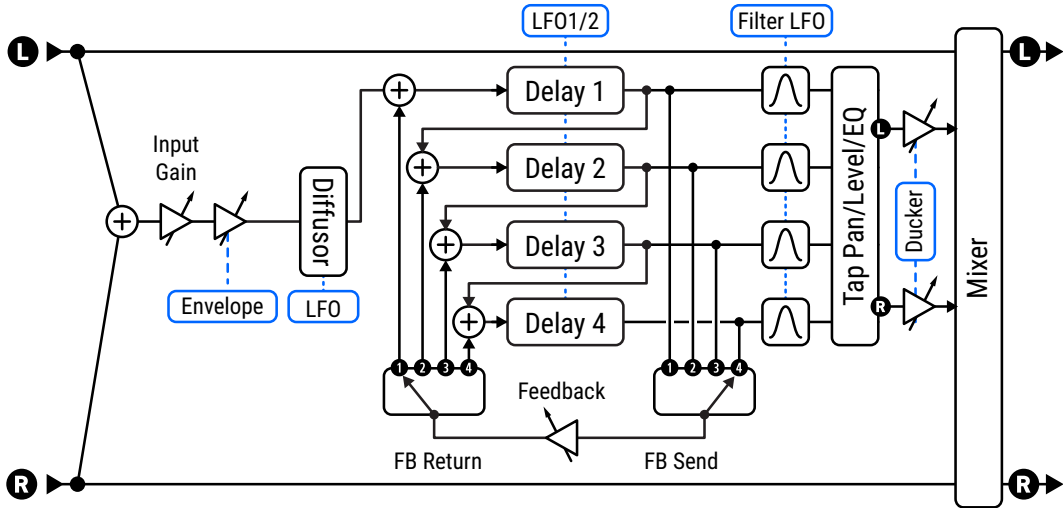 LFO1/2
Filter LFO
L
L
Delay 1
Input
Gain
L
Delay 2
Diffusor
Tap Pan/Level/EQ
Ducker
Mixer
Delay 3
Envelope
LFO
R
Delay 4
1 2 3 4
1 2 3 4
Feedback
FB Return
FB Send
R
R